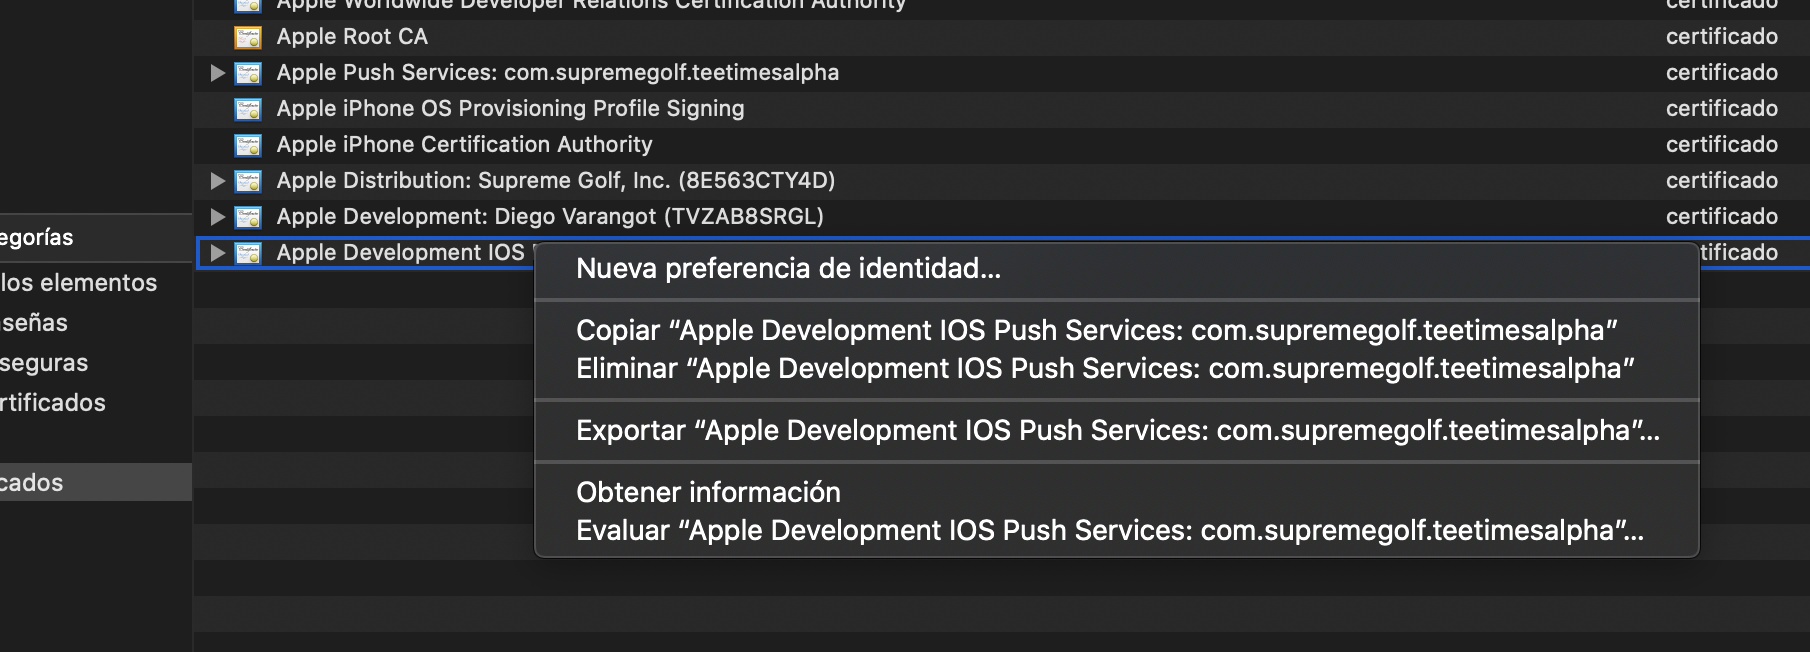 Apple Worldwide Developer Relations Certification Authority certificado
Apple Root CA certificado
Apple Push Services: com.supremegolf.teetimesalpha certificado
Apple iPhone OS Provisioning Profile Signing certificado
Apple iPhone Certification Authority certificado
Apple Distribution: Supreme Golf, Inc. (8E563CTY4D) certificado
Apple Development: Diego Varangot (TVZAB8SRGL) certificado
Apple Development IOS tificado
egorías
los elementos
señas
seguras
rtificados
cados
Nueva preferencia de identidad...
Copiar “Apple Development IOS Push Services: com.supremegolf.teetimesalpha”
Eliminar “Apple Development IOS Push Services: com.supremegolf.teetimesalpha”
Exportar “Apple Development IOS Push Services: com.supremegolf.teetimesalpha”...
Obtener información
Evaluar “Apple Development IOS Push Services: com.supremegolf.teetimesalpha”...